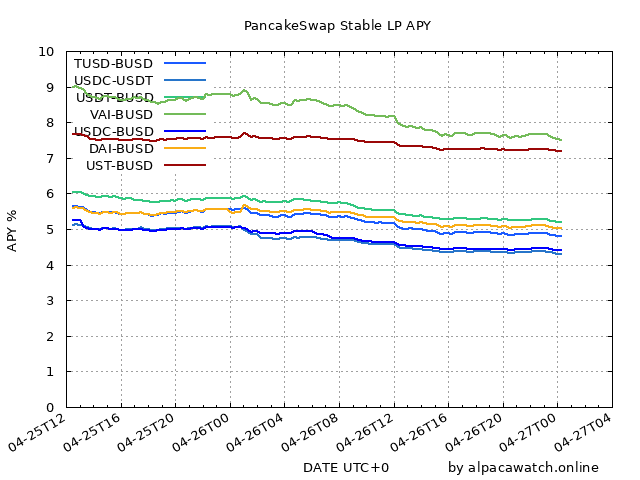 PancakeSwap Stable LP APY
10
9
8
7
6
5
4
3
2
1
0
APY %
TUSD-BUSD
USDC-USDT
USDT-BUSD
VAI-BUSD
USDC-BUSD
DAI-BUSD
UST-BUSD
04-25T12
04-25T16
04-25T20
04-26T00
04-26T04
04-26T08
04-26T12
04-26T16
04-26T20
04-27T00
04-27T04
DATE UTC+0
by alpacawatch.online